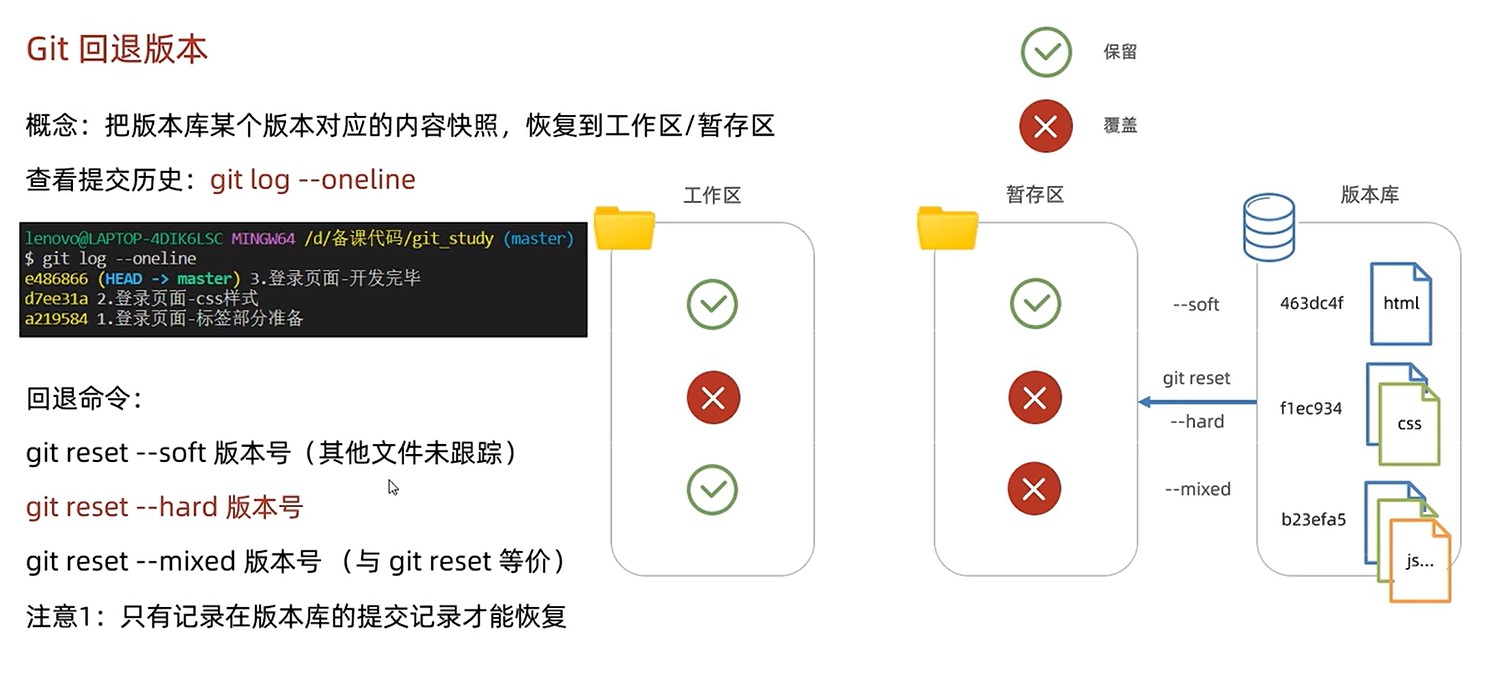 Git 回退版本
概念：把版本库某个版本对应的内容快照，恢复到工作区/暂存区
查看提交历史：git log --oneline
lenovo@LAPTOP-4DIK6LSC MINGW64 /d/备课代码/git_study (master)
$ git log --oneline
e486866 (HEAD -> master) 3.登录页面-开发完毕
d7ee31a 2.登录页面-css样式
a219584 1.登录页面-标签部分准备
回退命令：
git reset --soft 版本号（其他文件未跟踪）
git reset --hard 版本号
git reset --mixed 版本号 （与 git reset 等价）
注意1：只有记录在版本库的提交记录才能恢复
保留
覆盖
工作区
暂存区
版本库
--soft
git reset
--hard
--mixed
463dc4f
html
f1ec934
css
b23efa5
js...